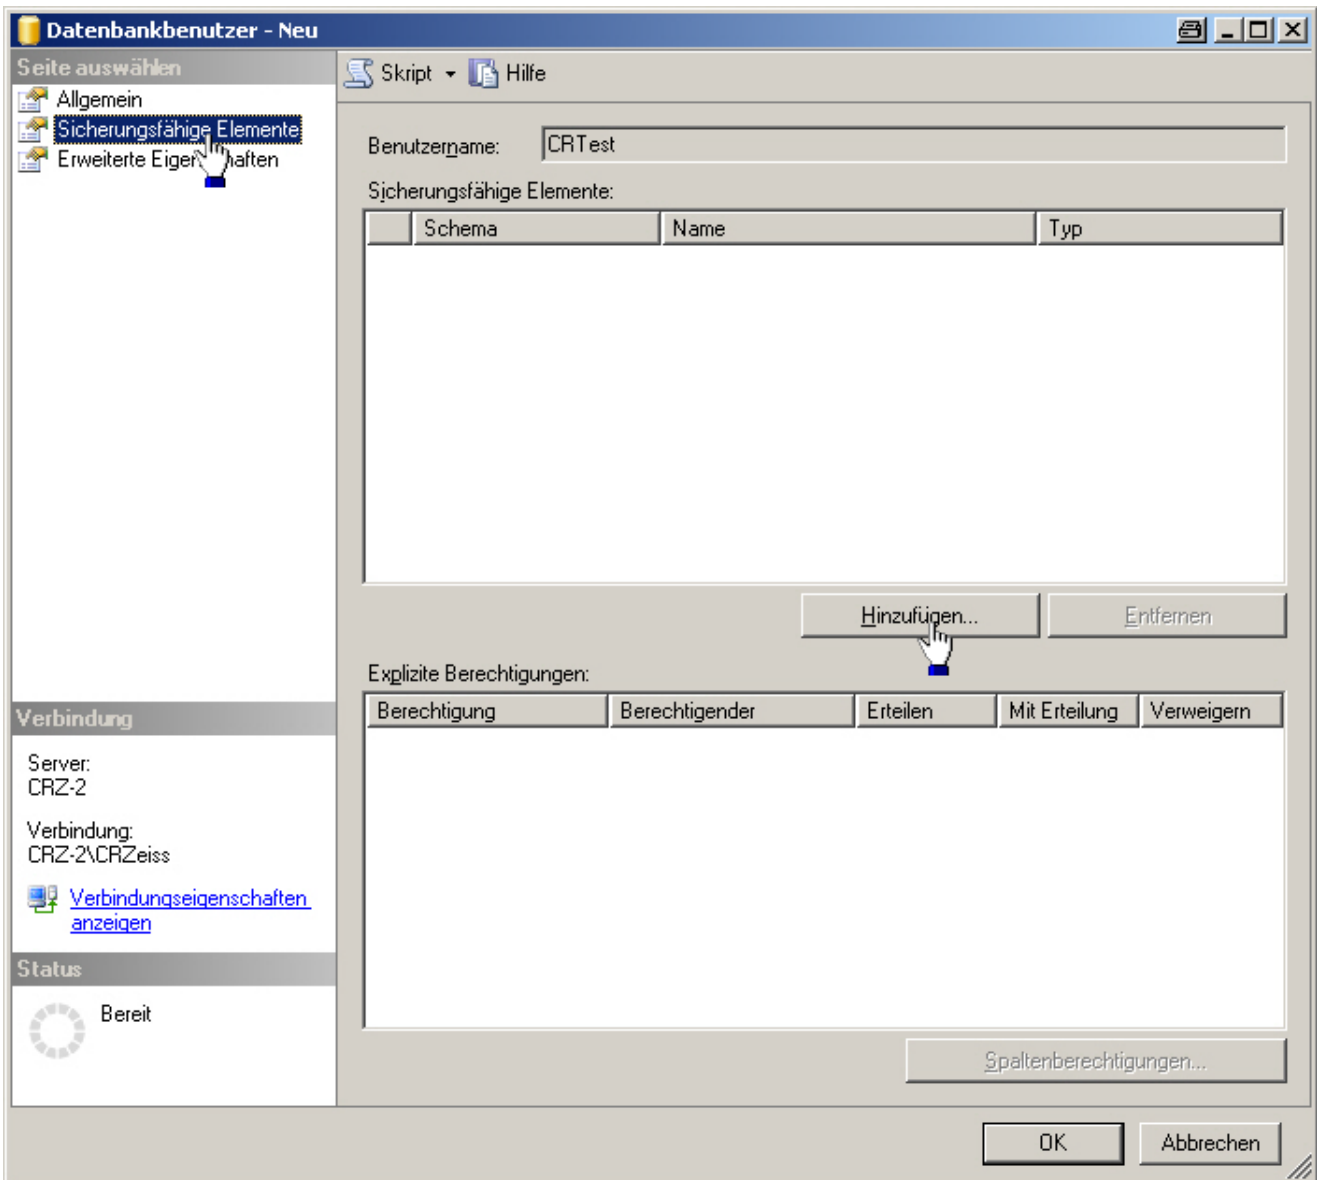 Datenbankbenutzer - Neu
Seite auswählen
Allgemein
Sicherungsfähige Elemente
Erweiterte Eigenschaften
Skript
Hilfe
Benutzername:
CRTest
Sicherungsfähige Elemente:
Schema Name Typ
Hinzufügen...
Entfernen
Explizite Berechtigungen:
Berechtigung Berechtigender Erteilen Mit Erteilung Verweigern
Spaltenberechtigungen...
Verbindung
Server:
CRZ-2
Verbindung:
CRZ-2\CRZeiss
Verbindungseigenschaften
anzeigen
Status
Bereit
OK
Abbrechen